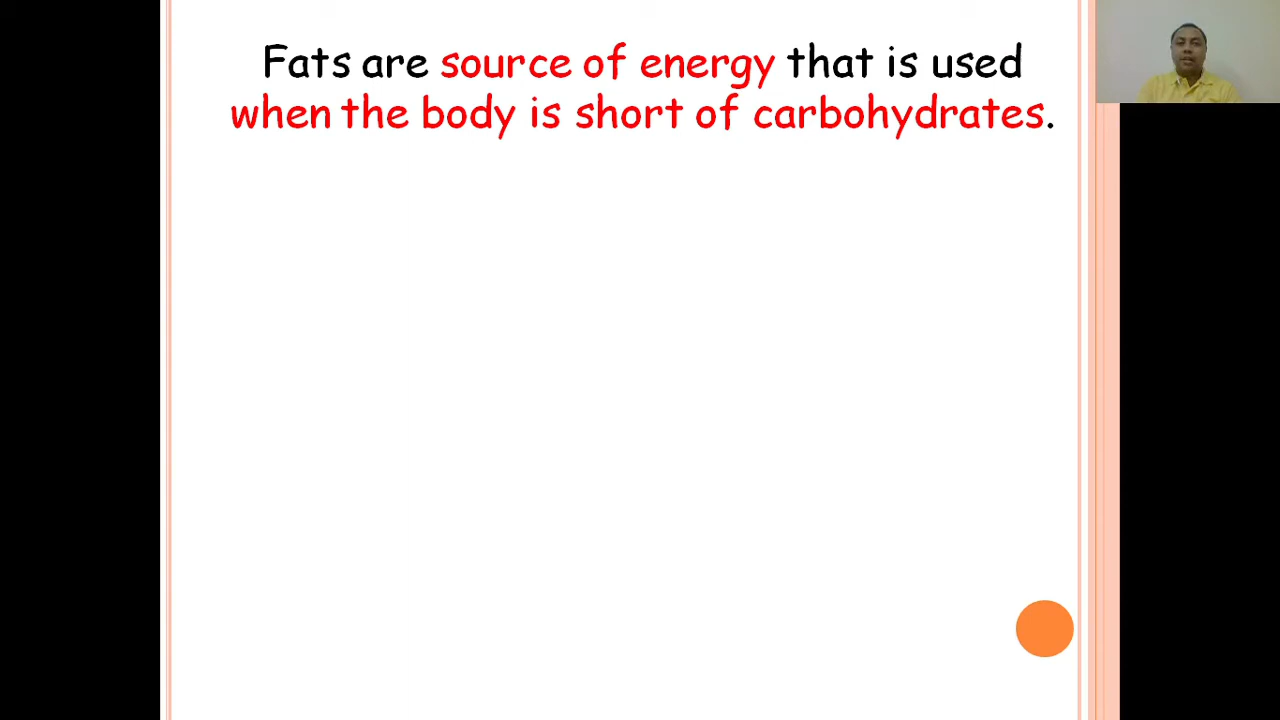 Fats are source of energy that is used
when the body is short of carbohydrates.